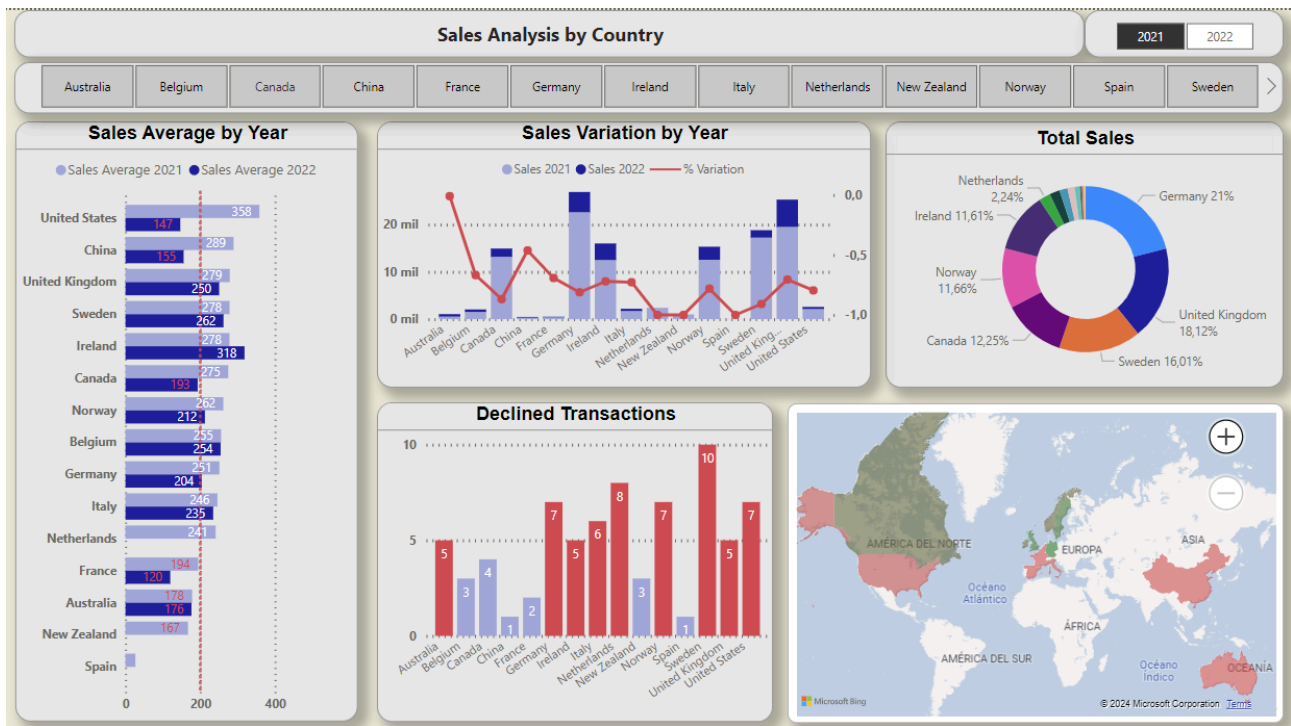 Sales Analysis by Country
2021 2022
Australia Belgium Canada China France Germany Ireland Italy Netherlands New Zealand Norway Spain Sweden
Sales Average by Year
Sales Average 2021 Sales Average 2022
United States 358
147
China 289
155
United Kingdom 279
250
Sweden 278
262
Ireland 278
318
Canada 275
193
Norway 262
212
Belgium 255
254
Germany 251
204
Italy 246
235
Netherlands 241
France 194
120
Australia 178
176
New Zealand 167
Spain
0 200 400
Sales Variation by Year
Sales 2021 Sales 2022 % Variation
20 mil
10 mil
0 mil
0,0
-0,5
-1,0
Australia
Belgium
Canada
China
France
Germany
Ireland
Italy
Netherlands
New Zealand
Norway
Spain
Sweden
United King...
United States
Total Sales
Netherlands
2,24%
Germany 21%
Ireland 11,61%
Norway
11,66%
United Kingdom
18,12%
Canada 12,25%
Sweden 16,01%
Declined Transactions
10
5
0
5 3 4 1 2 7 5 6 8 3 7 1 10 5 7
Australia
Belgium
Canada
China
France
Germany
Ireland
Italy
Netherlands
New Zealand
Norway
Spain
Sweden
United Kingdom
United States
AMÉRICA DEL NORTE
EUROPA
ASIA
Océano
Atlántico
ÁFRICA
AMÉRICA DEL SUR
Océano
Índico
OCEANÍA
Microsoft Bing
© 2024 Microsoft Corporation Terms